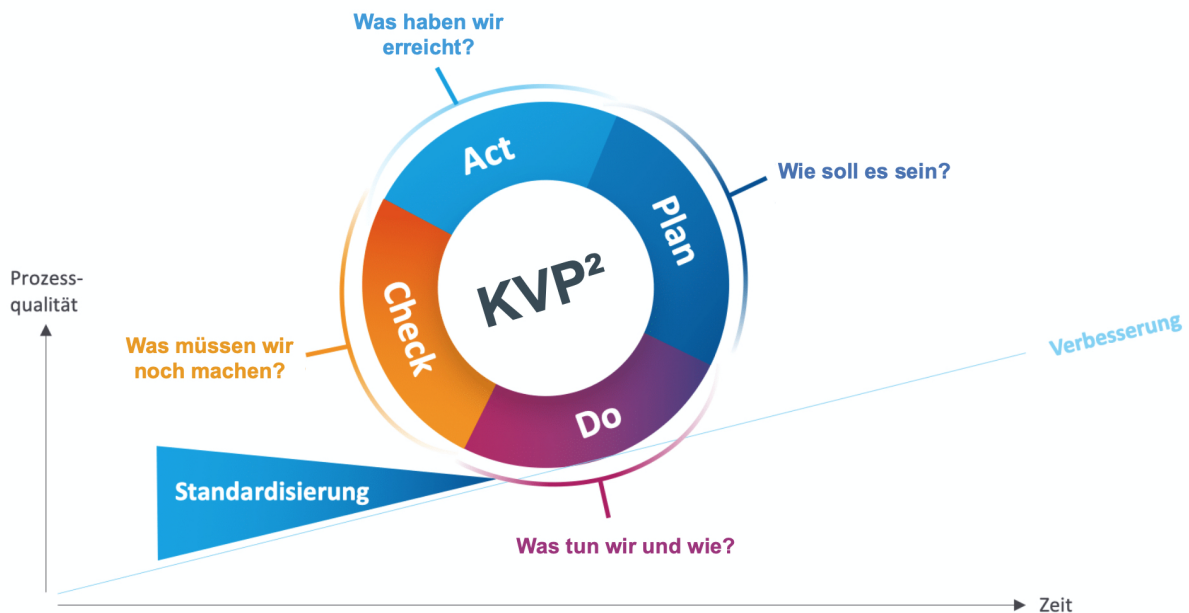 Was haben wir
erreicht?
Act
Plan
Wie soll es sein?
KVP²
Prozess-
qualität
Check
Was müssen wir
noch machen?
Verbesserung
Do
Standardisierung
Was tun wir und wie?
Zeit